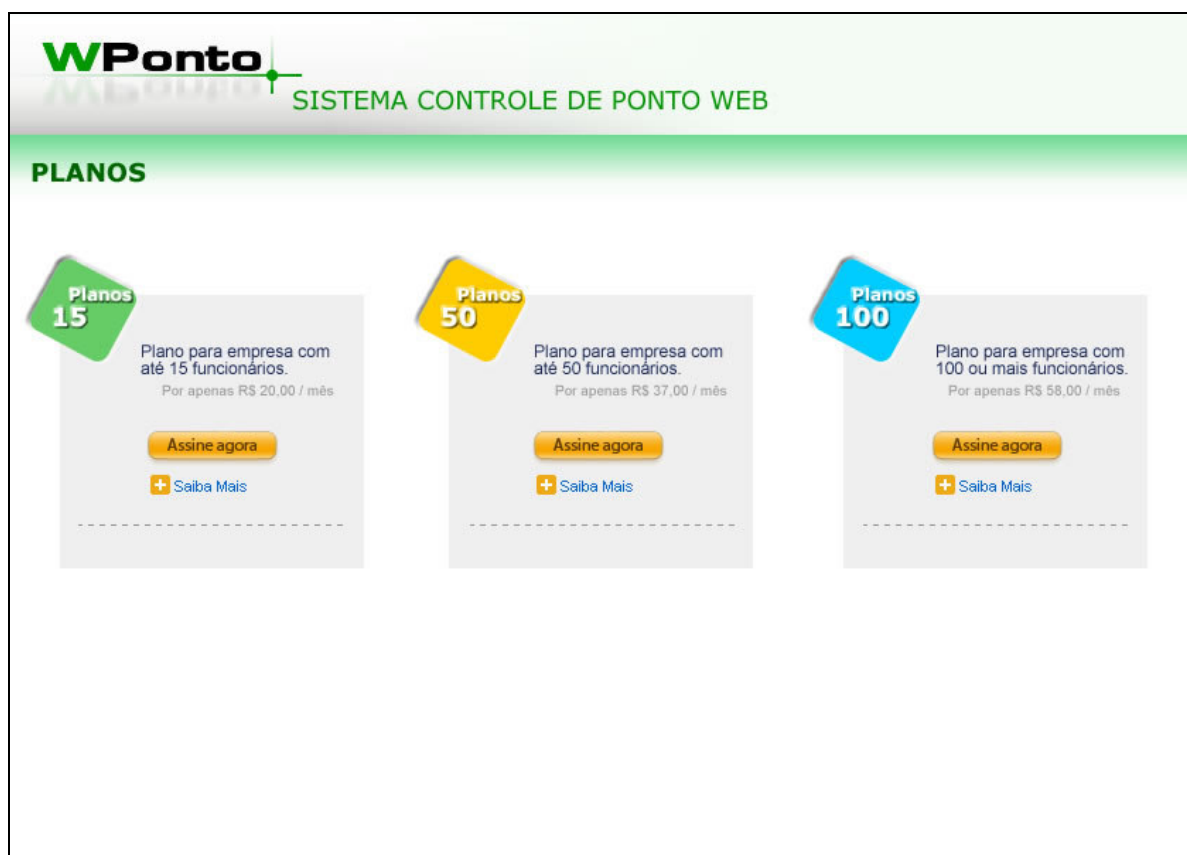 WPonto
SISTEMA CONTROLE DE PONTO WEB
PLANOS
Planos
15
Plano para empresa com
até 15 funcionários.
Por apenas R$ 20,00 / mês
Assine agora
Saiba Mais
Planos
50
Plano para empresa com
até 50 funcionários.
Por apenas R$ 37,00 / mês
Assine agora
Saiba Mais
Planos
100
Plano para empresa com
100 ou mais funcionários.
Por apenas R$ 58,00 / mês
Assine agora
Saiba Mais